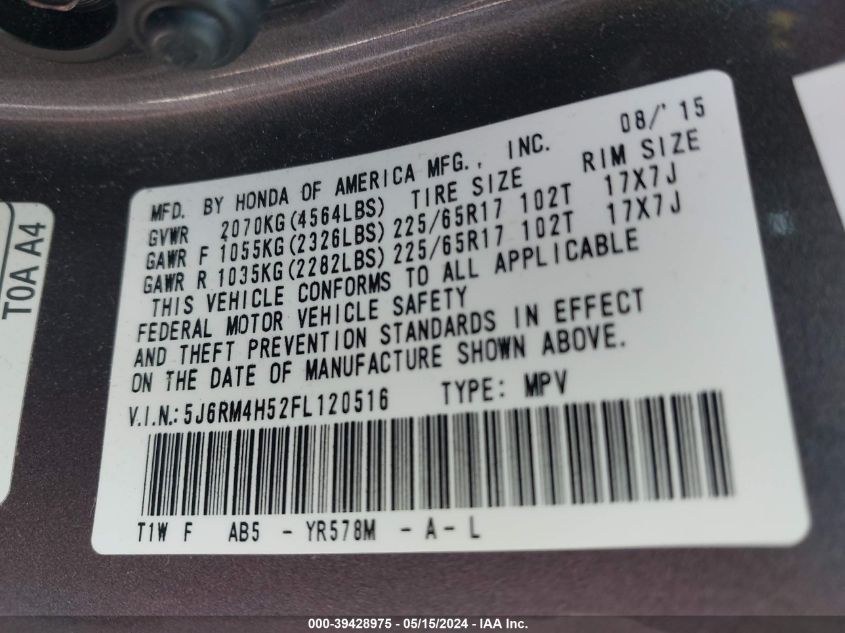 08/'15
MFD. BY HONDA OF AMERICA MFG., INC.
GVWR 2070KG(4564LBS) TIRE SIZE RIM SIZE
GAWR F 1055KG(2326LBS) 225/65R17 102T 17X7J
GAWR R 1035KG(2282LBS) 225/65R17 102T 17X7J
THIS VEHICLE CONFORMS TO ALL APPLICABLE
FEDERAL MOTOR VEHICLE SAFETY
AND THEFT PREVENTION STANDARDS IN EFFECT
ON THE DATE OF MANUFACTURE SHOWN ABOVE.
V.I.N.:5J6RM4H52FL120516 TYPE: MPV
T1W F AB5 - YR578M - A - L
T0A A4
000-39428975 - 05/15/2024 - IAA Inc.